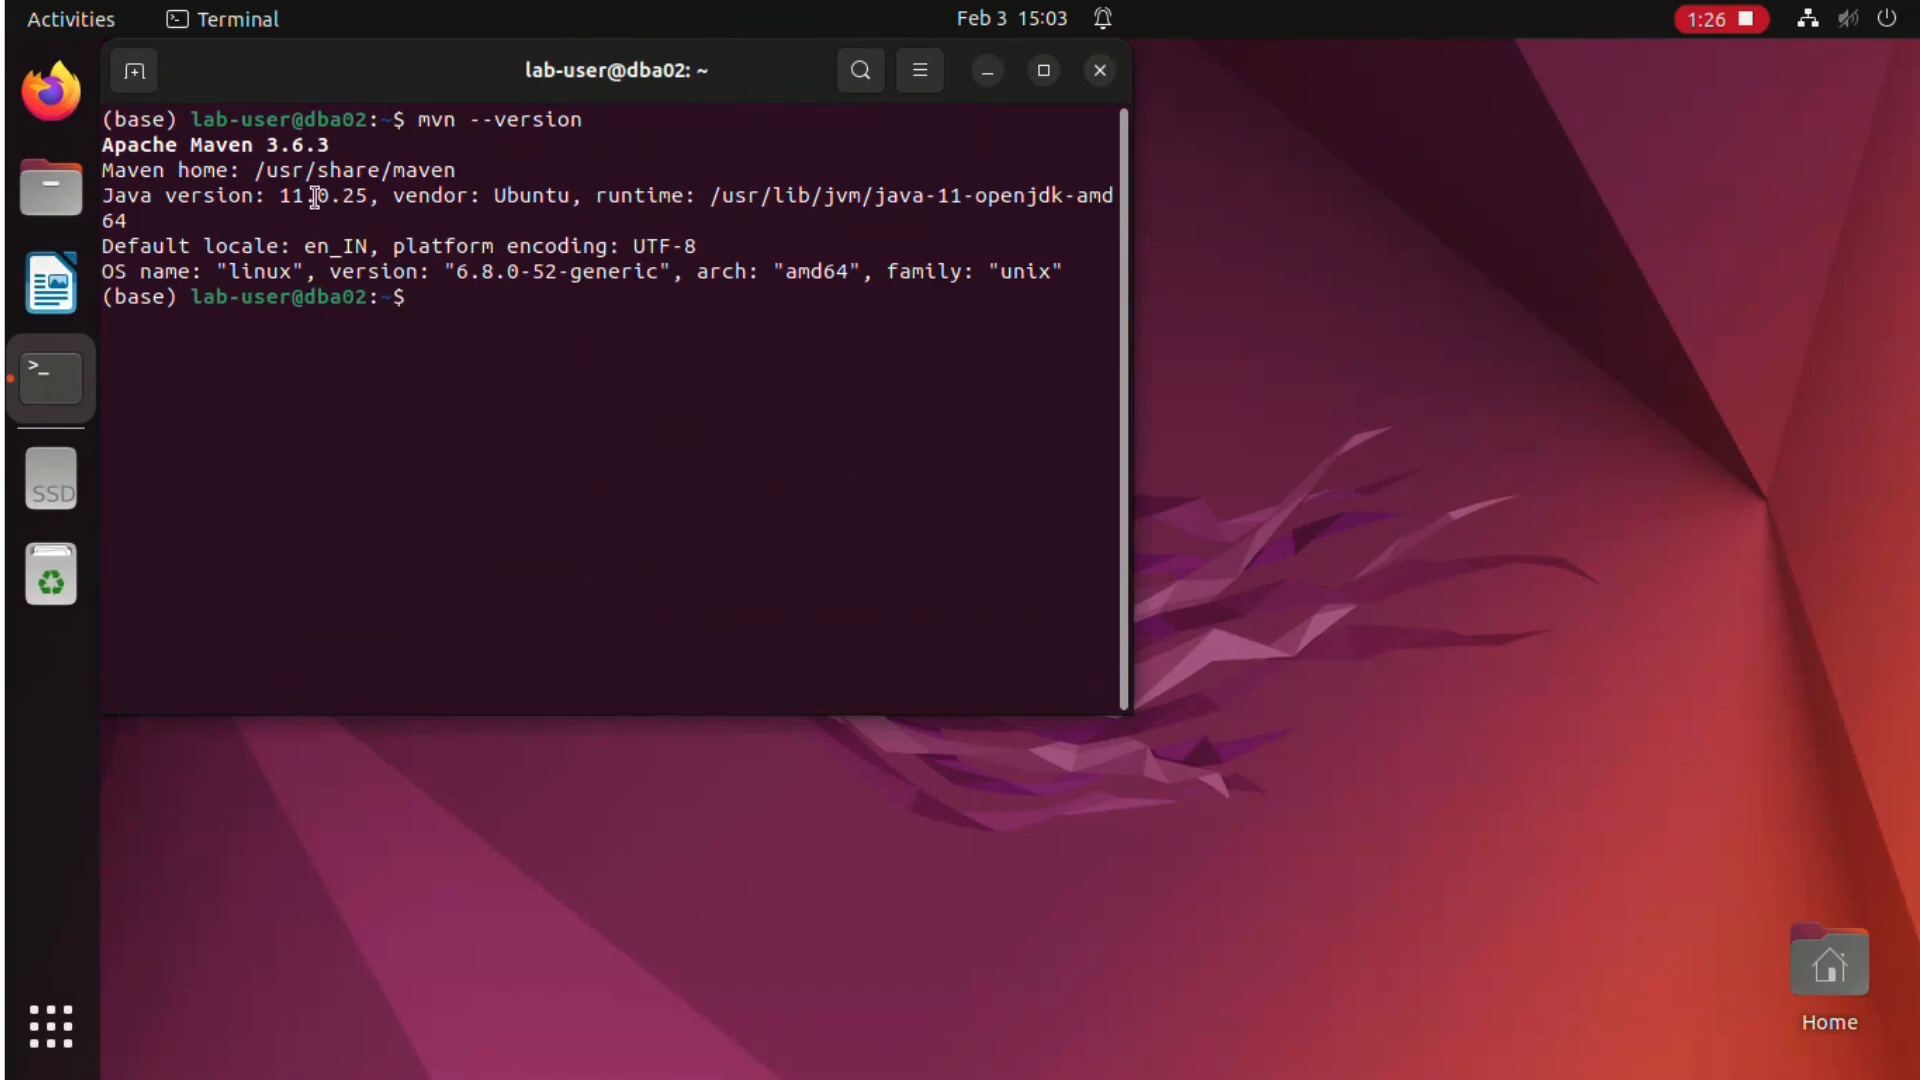 Activities
Terminal
Feb 3 15:03
1:26
lab-user@dba02: ~
(base) lab-user@dba02:~$ mvn --version
Apache Maven 3.6.3
Maven home: /usr/share/maven
Java version: 11.0.25, vendor: Ubuntu, runtime: /usr/lib/jvm/java-11-openjdk-amd
64
Default locale: en_IN, platform encoding: UTF-8
OS name: "linux", version: "6.8.0-52-generic", arch: "amd64", family: "unix"
(base) lab-user@dba02:~$
>_
SSD
Home